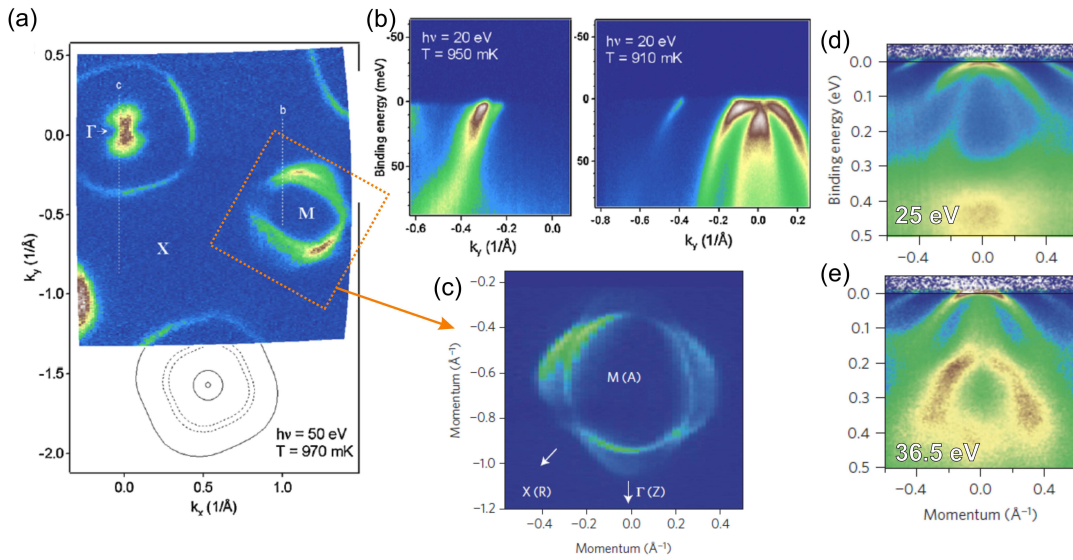 (a)
0.5
0.0
-0.5
-1.0
-1.5
-2.0
k_y (1/Å)
c
Γ→
b
M
X
hν = 50 eV
T = 970 mK
0.0
1.0
k_x (1/Å)
(b)
Binding energy (meV)
0
50
hν = 20 eV
T = 950 mK
-0.6
-0.4
-0.2
0.0
k_y (1/Å)
0
50
hν = 20 eV
T = 910 mK
-0.8
-0.6
-0.4
-0.2
0.0
0.2
k_y (1/Å)
(c)
Momentum (Å⁻¹)
−0.2
−0.4
−0.6
−0.8
−1.0
−1.2
M (A)
X (R)
Γ (Z)
−0.4
−0.2
0.0
0.2
0.4
Momentum (Å⁻¹)
(d)
Binding energy (eV)
0.0
0.1
0.2
0.3
0.4
0.5
25 eV
−0.4
0.0
0.4
(e)
0.0
0.1
0.2
0.3
0.4
0.5
36.5 eV
−0.4
0.0
0.4
Momentum (Å⁻¹)